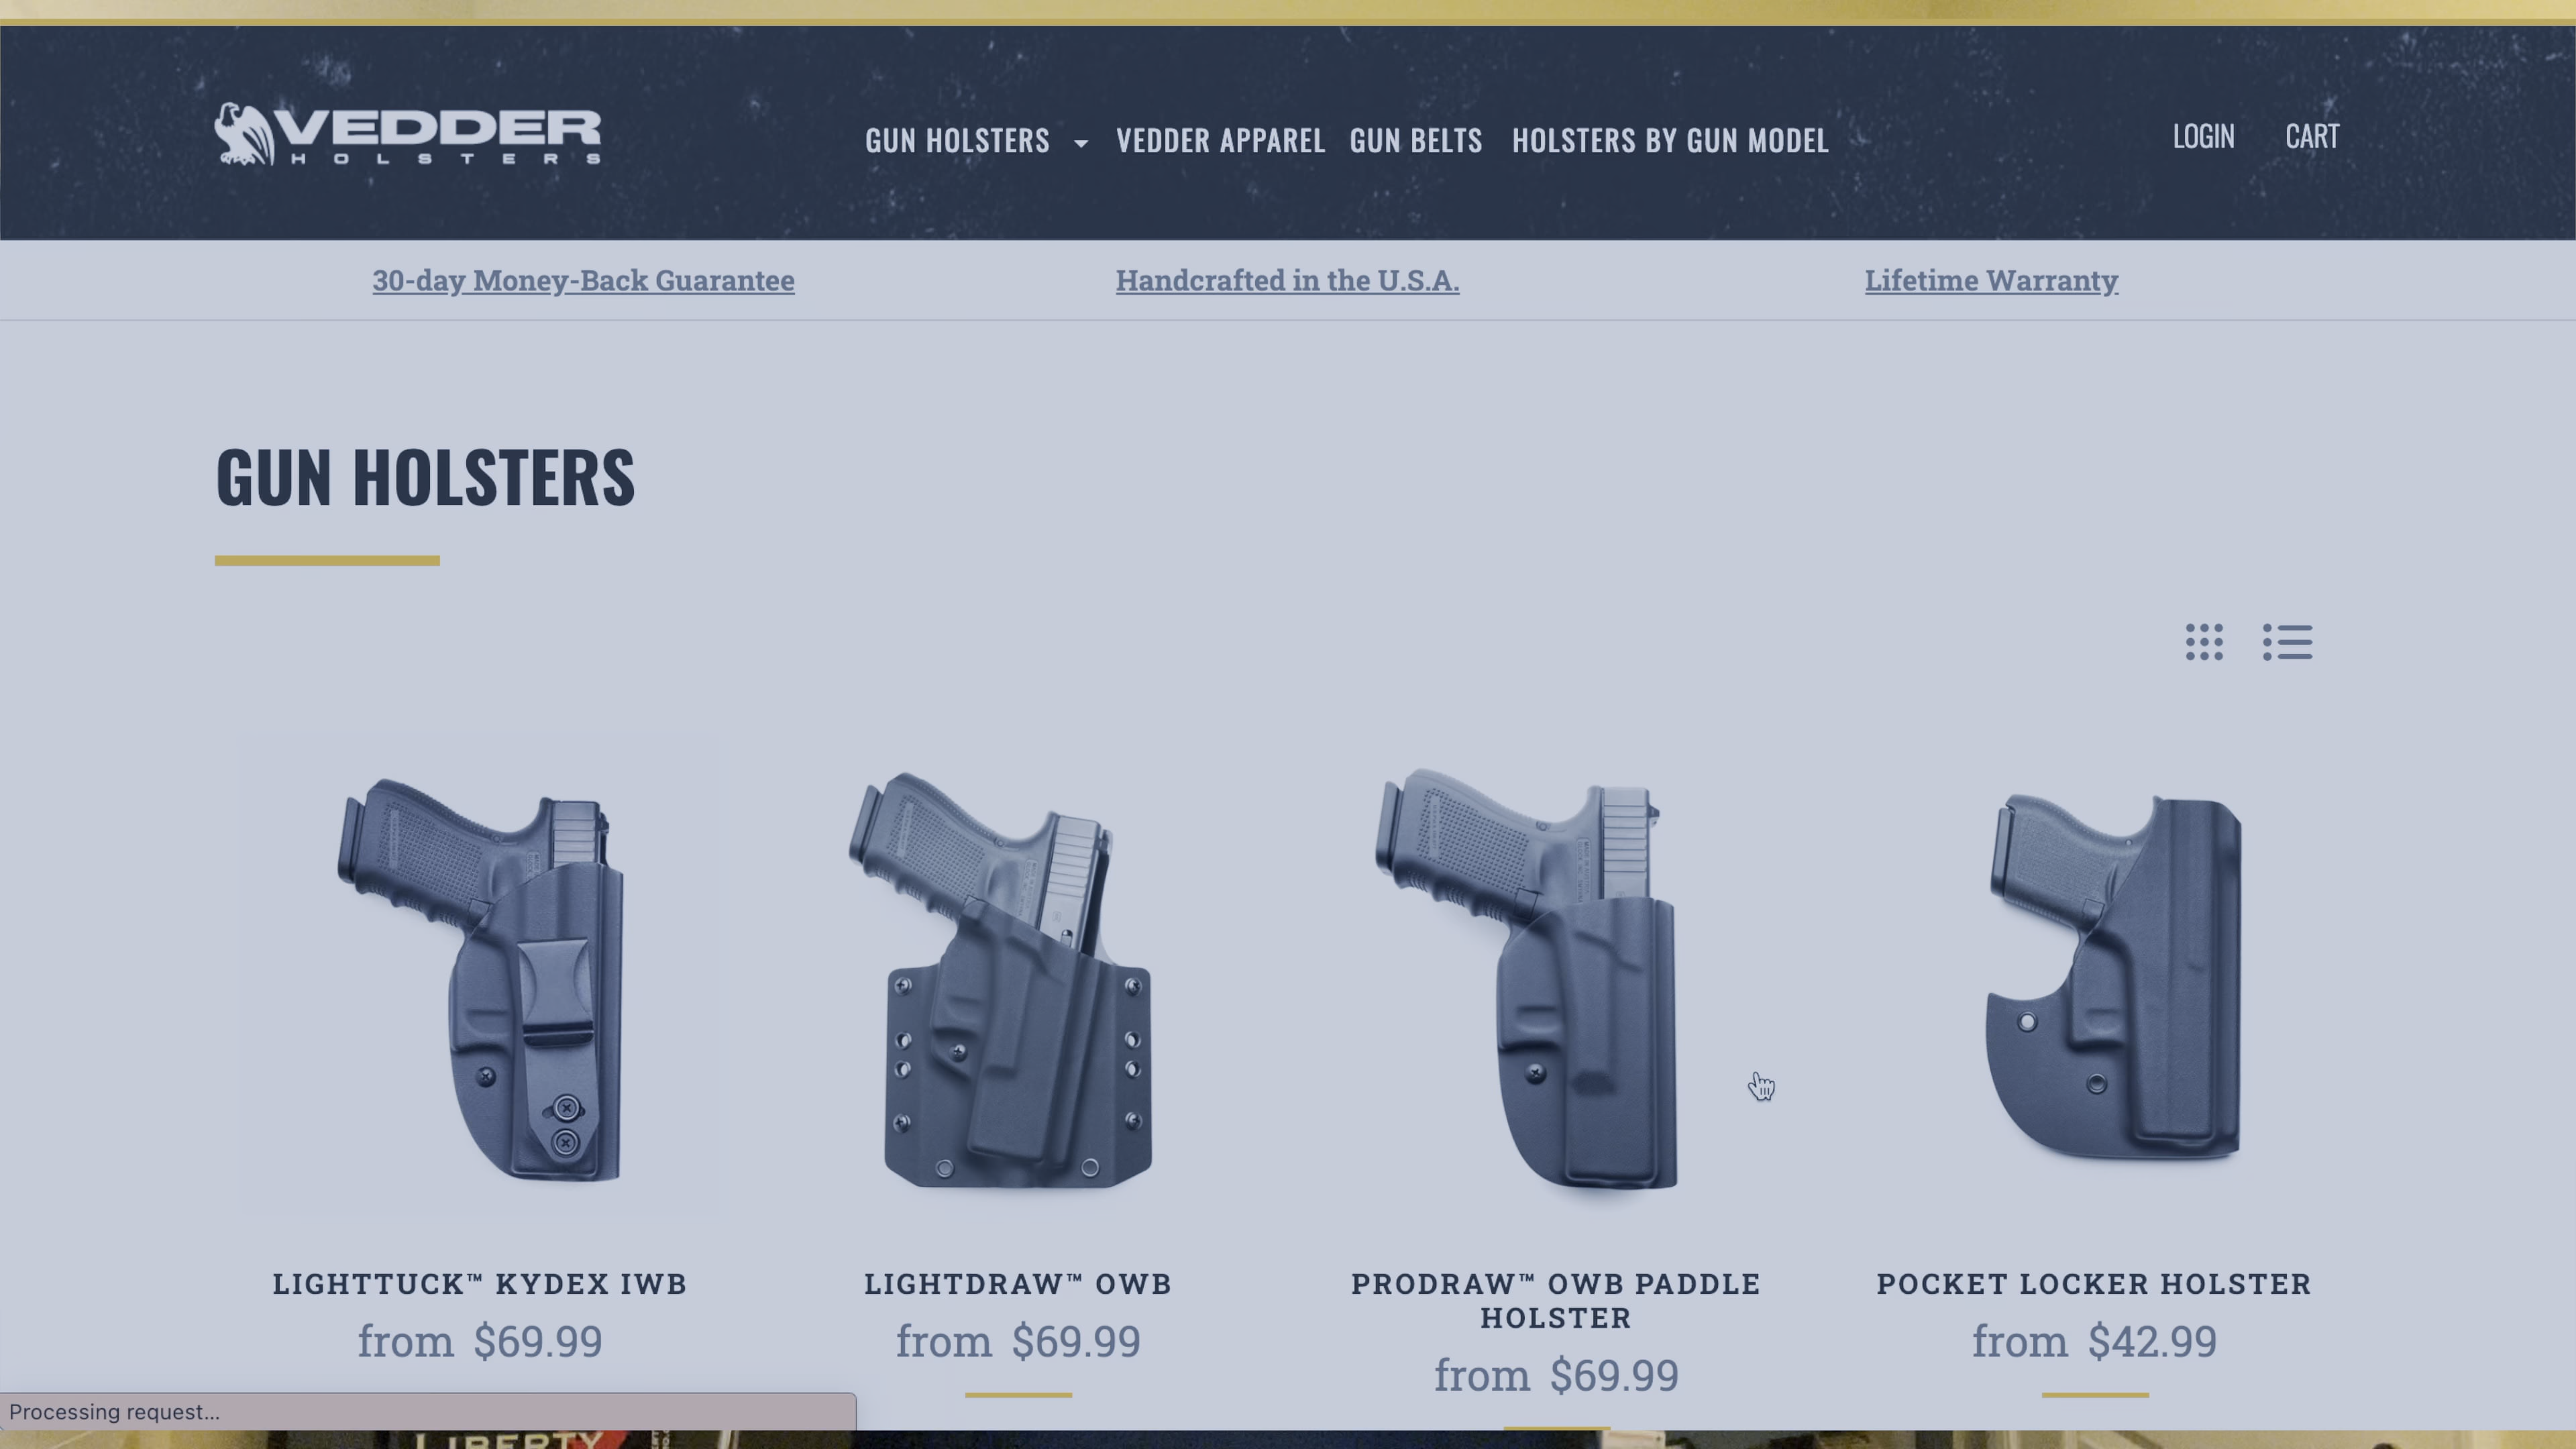 VEDDER
HOLSTERS
GUN HOLSTERS VEDDER APPAREL GUN BELTS HOLSTERS BY GUN MODEL
LOGIN CART
30-day Money-Back Guarantee
Handcrafted in the U.S.A.
Lifetime Warranty
GUN HOLSTERS
LIGHTTUCK™ KYDEX IWB
from $69.99
LIGHTDRAW™ OWB
from $69.99
PRODRAW™ OWB PADDLE
HOLSTER
from $69.99
POCKET LOCKER HOLSTER
from $42.99
Processing request...
LIBERTY